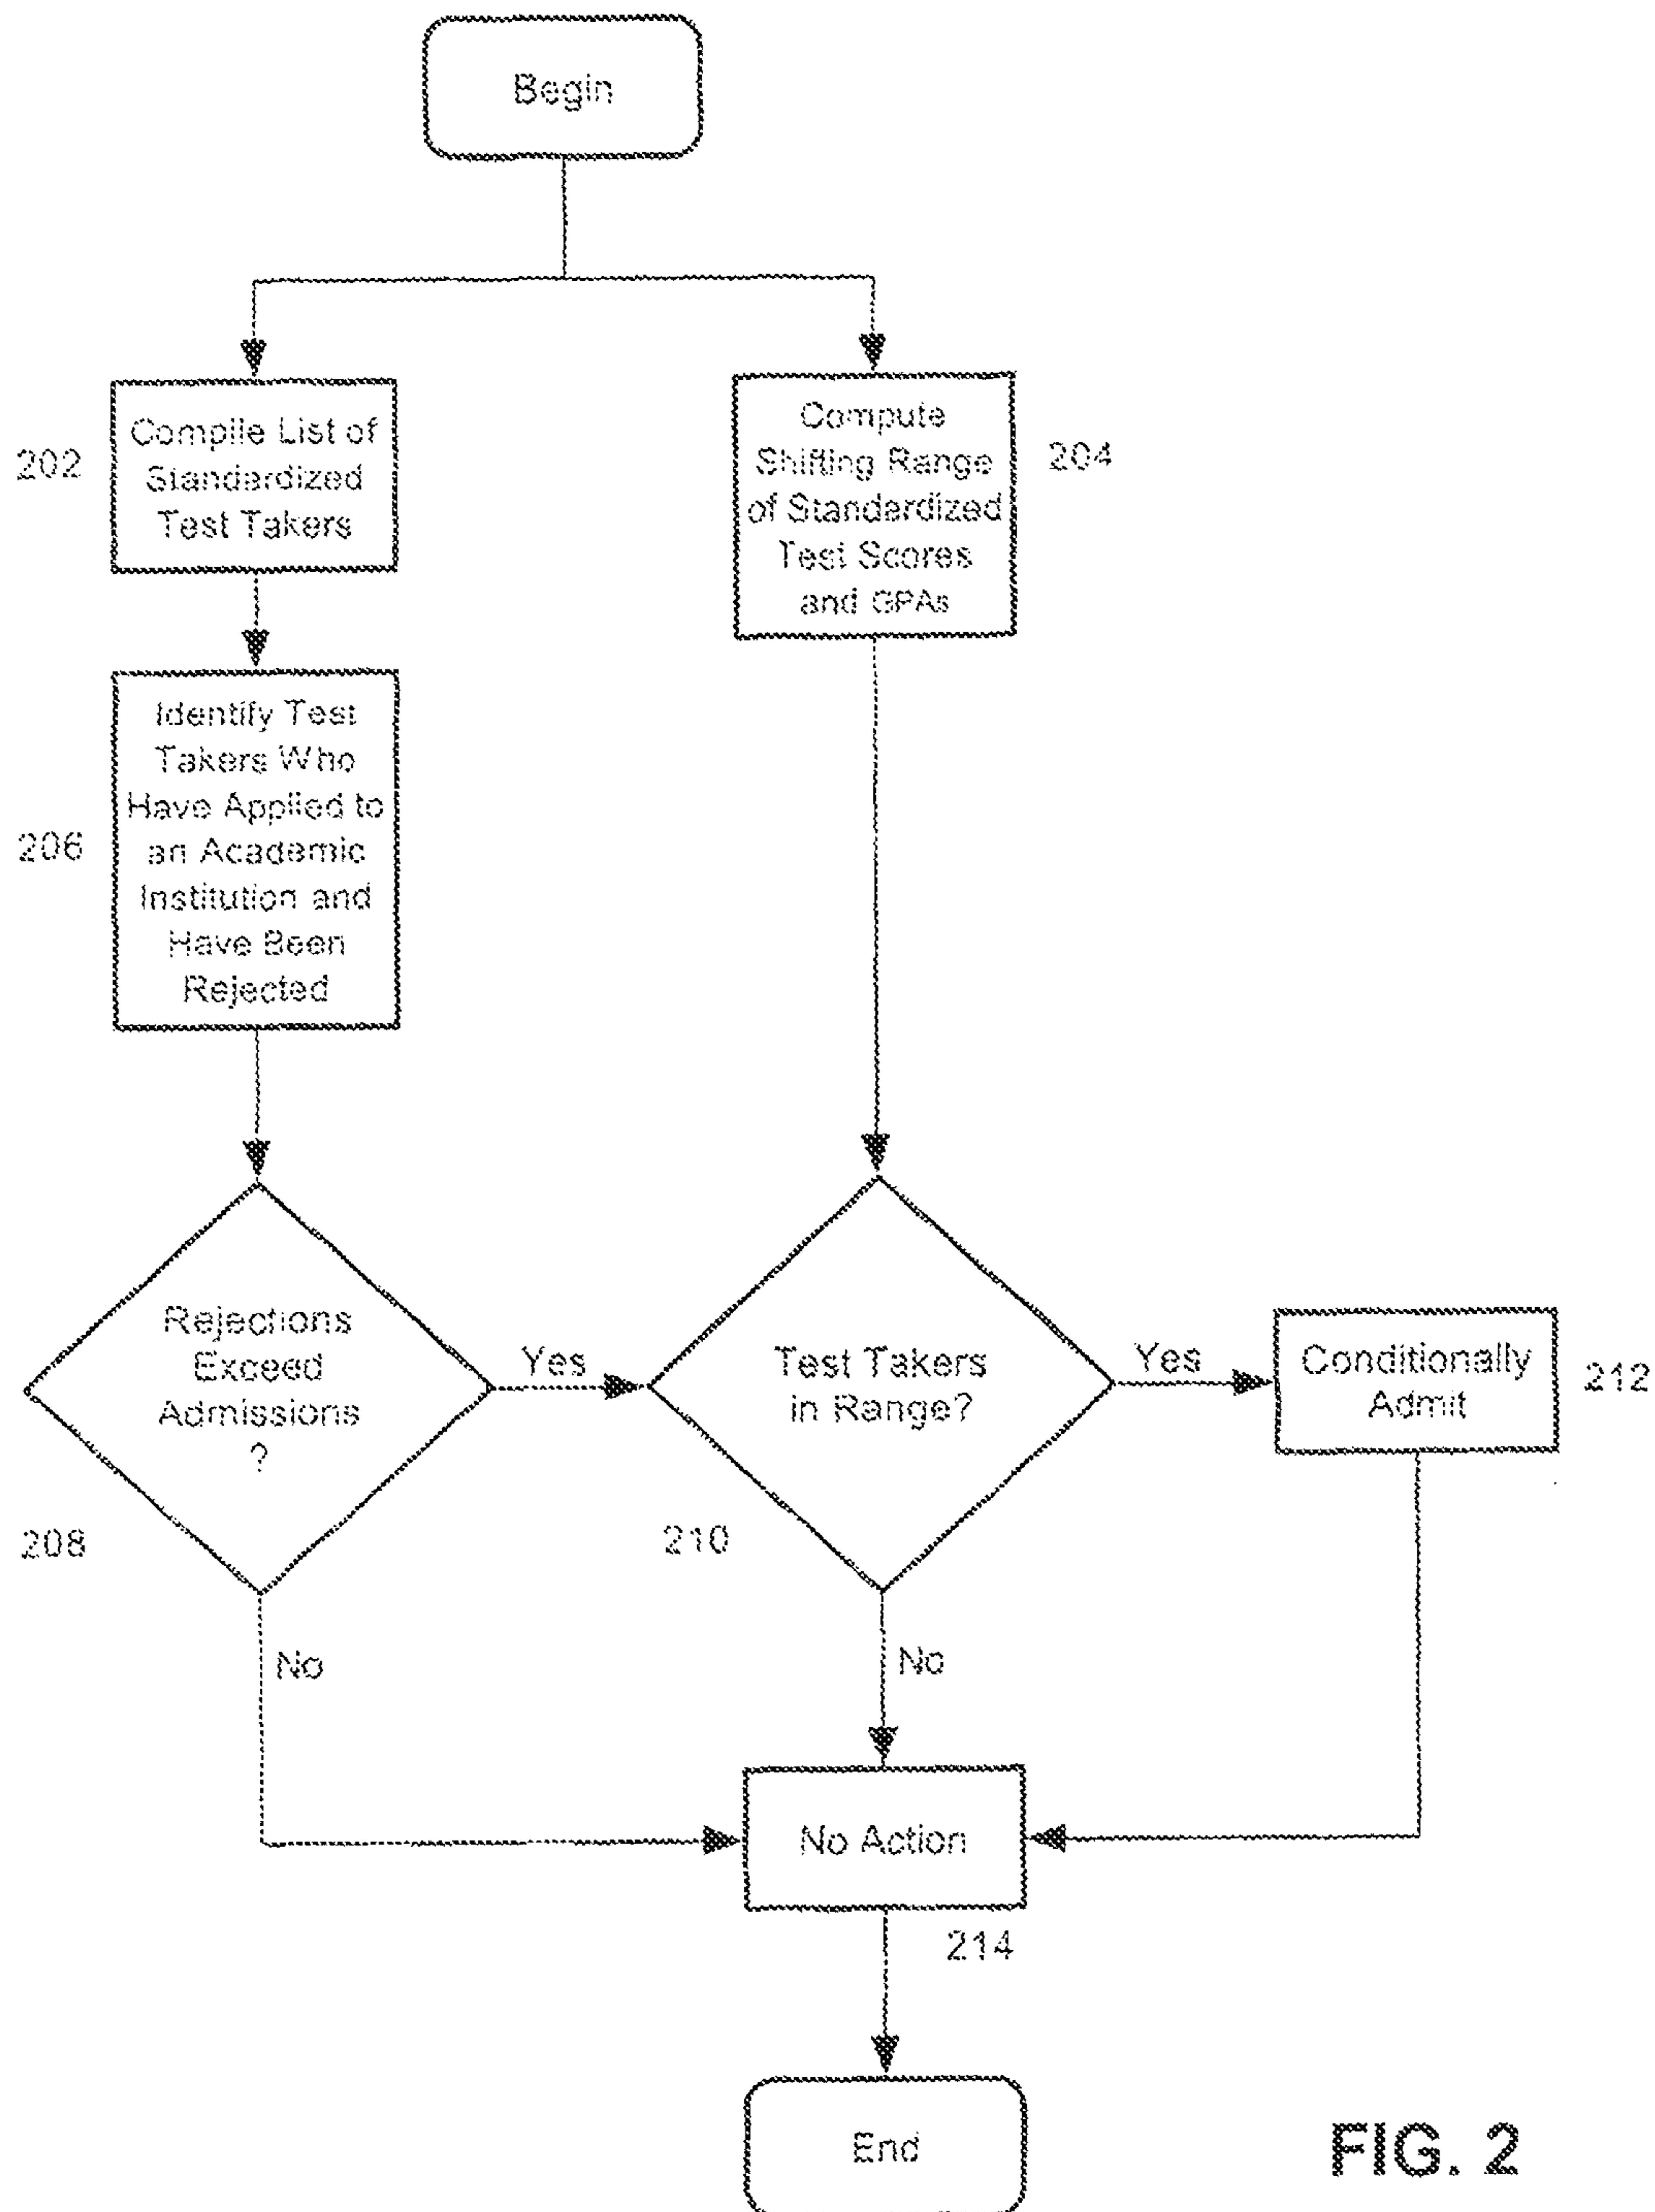 Begin
202
Compile List of
Standardized
Test Takers
Compute
Shifting Range
of Standardized
Test Scores
and GPAs
204
206
Identify Test
Takers Who
Have Applied to
an Academic
Institution and
Have Been
Rejected
Rejections
Exceed
Admissions
?
208
Yes
No
Test Takers
in Range?
210
Yes
No
Conditionally
Admit
212
No Action
214
End
FIG. 2